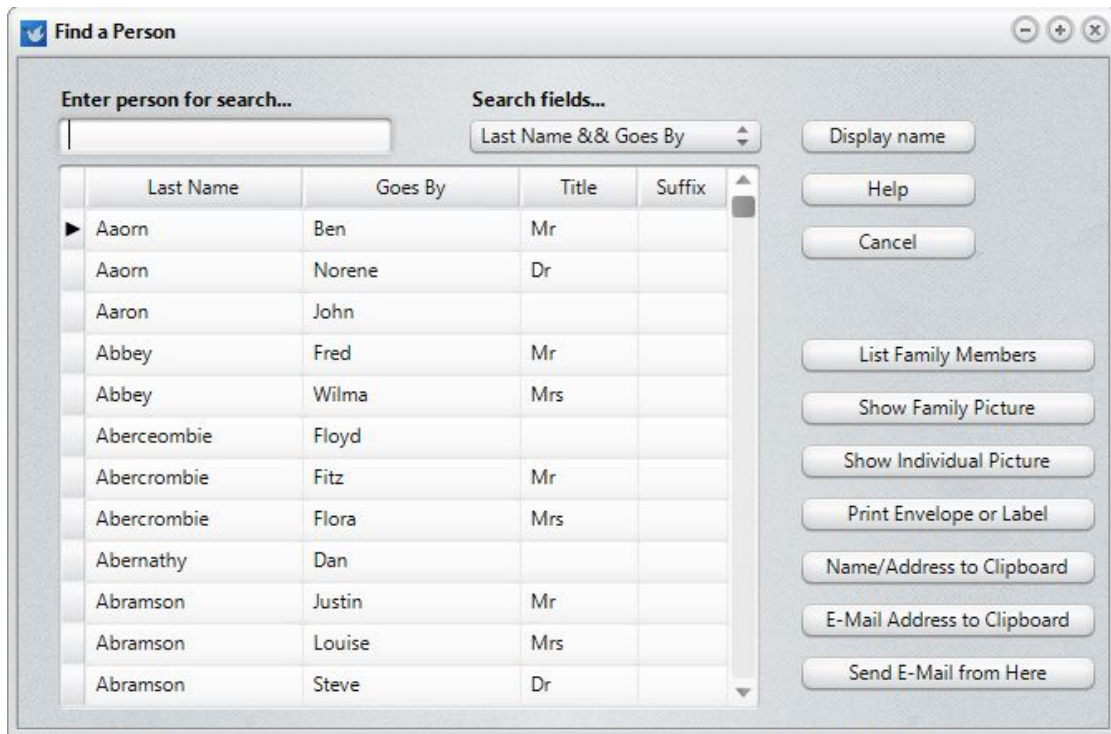 Find a Person
Enter person for search... Search fields...
Last Name && Goes By Display name
Last Name Goes By Title Suffix Help
Aaorn Ben Mr
Cancel
Aaorn Norene Dr
Aaron John
Abbey Fred Mr List Family Members
Abbey Wilma Mrs Show Family Picture
Aberceombie Floyd
Show Individual Picture
Abercrombie Fitz Mr
Abercrombie Flora Mrs Print Envelope or Label
Abernathy Dan Name/Address to Clipboard
Abramson Justin Mr
E-Mail Address to Clipboard
Abramson Louise Mrs
Abramson Steve Dr Send E-Mail from Here